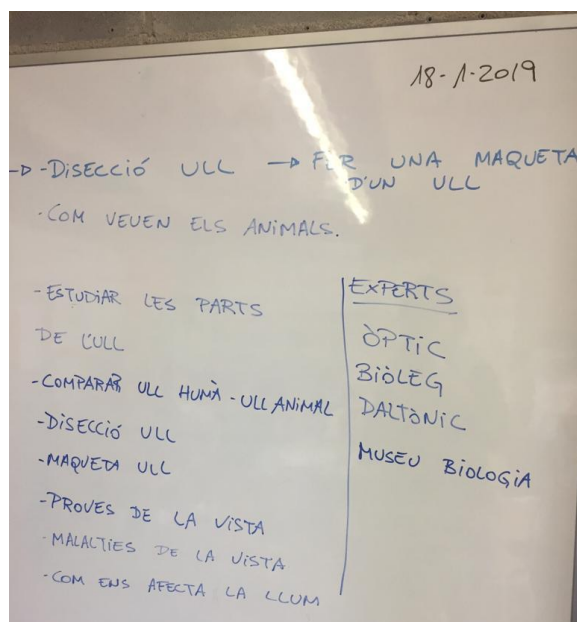 18-1-2019
-DISECCIÓ ULL → FER UNA MAQUETA
D'UN ULL
·COM VEUEN ELS ANIMALS.
-ESTUDIAR LES PARTS
DE L'ULL
-COMPARAR ULL HUMÀ - ULL ANIMAL
-DISECCIÓ ULL
-MAQUETA ULL
-PROVES DE LA VISTA
·MALALTIES DE LA VISTA
-COM ENS AFECTA LA LLUM
EXPERTS
ÒPTIC
BIÒLEG
DALTÒNIC
MUSEU BIOLOGIA